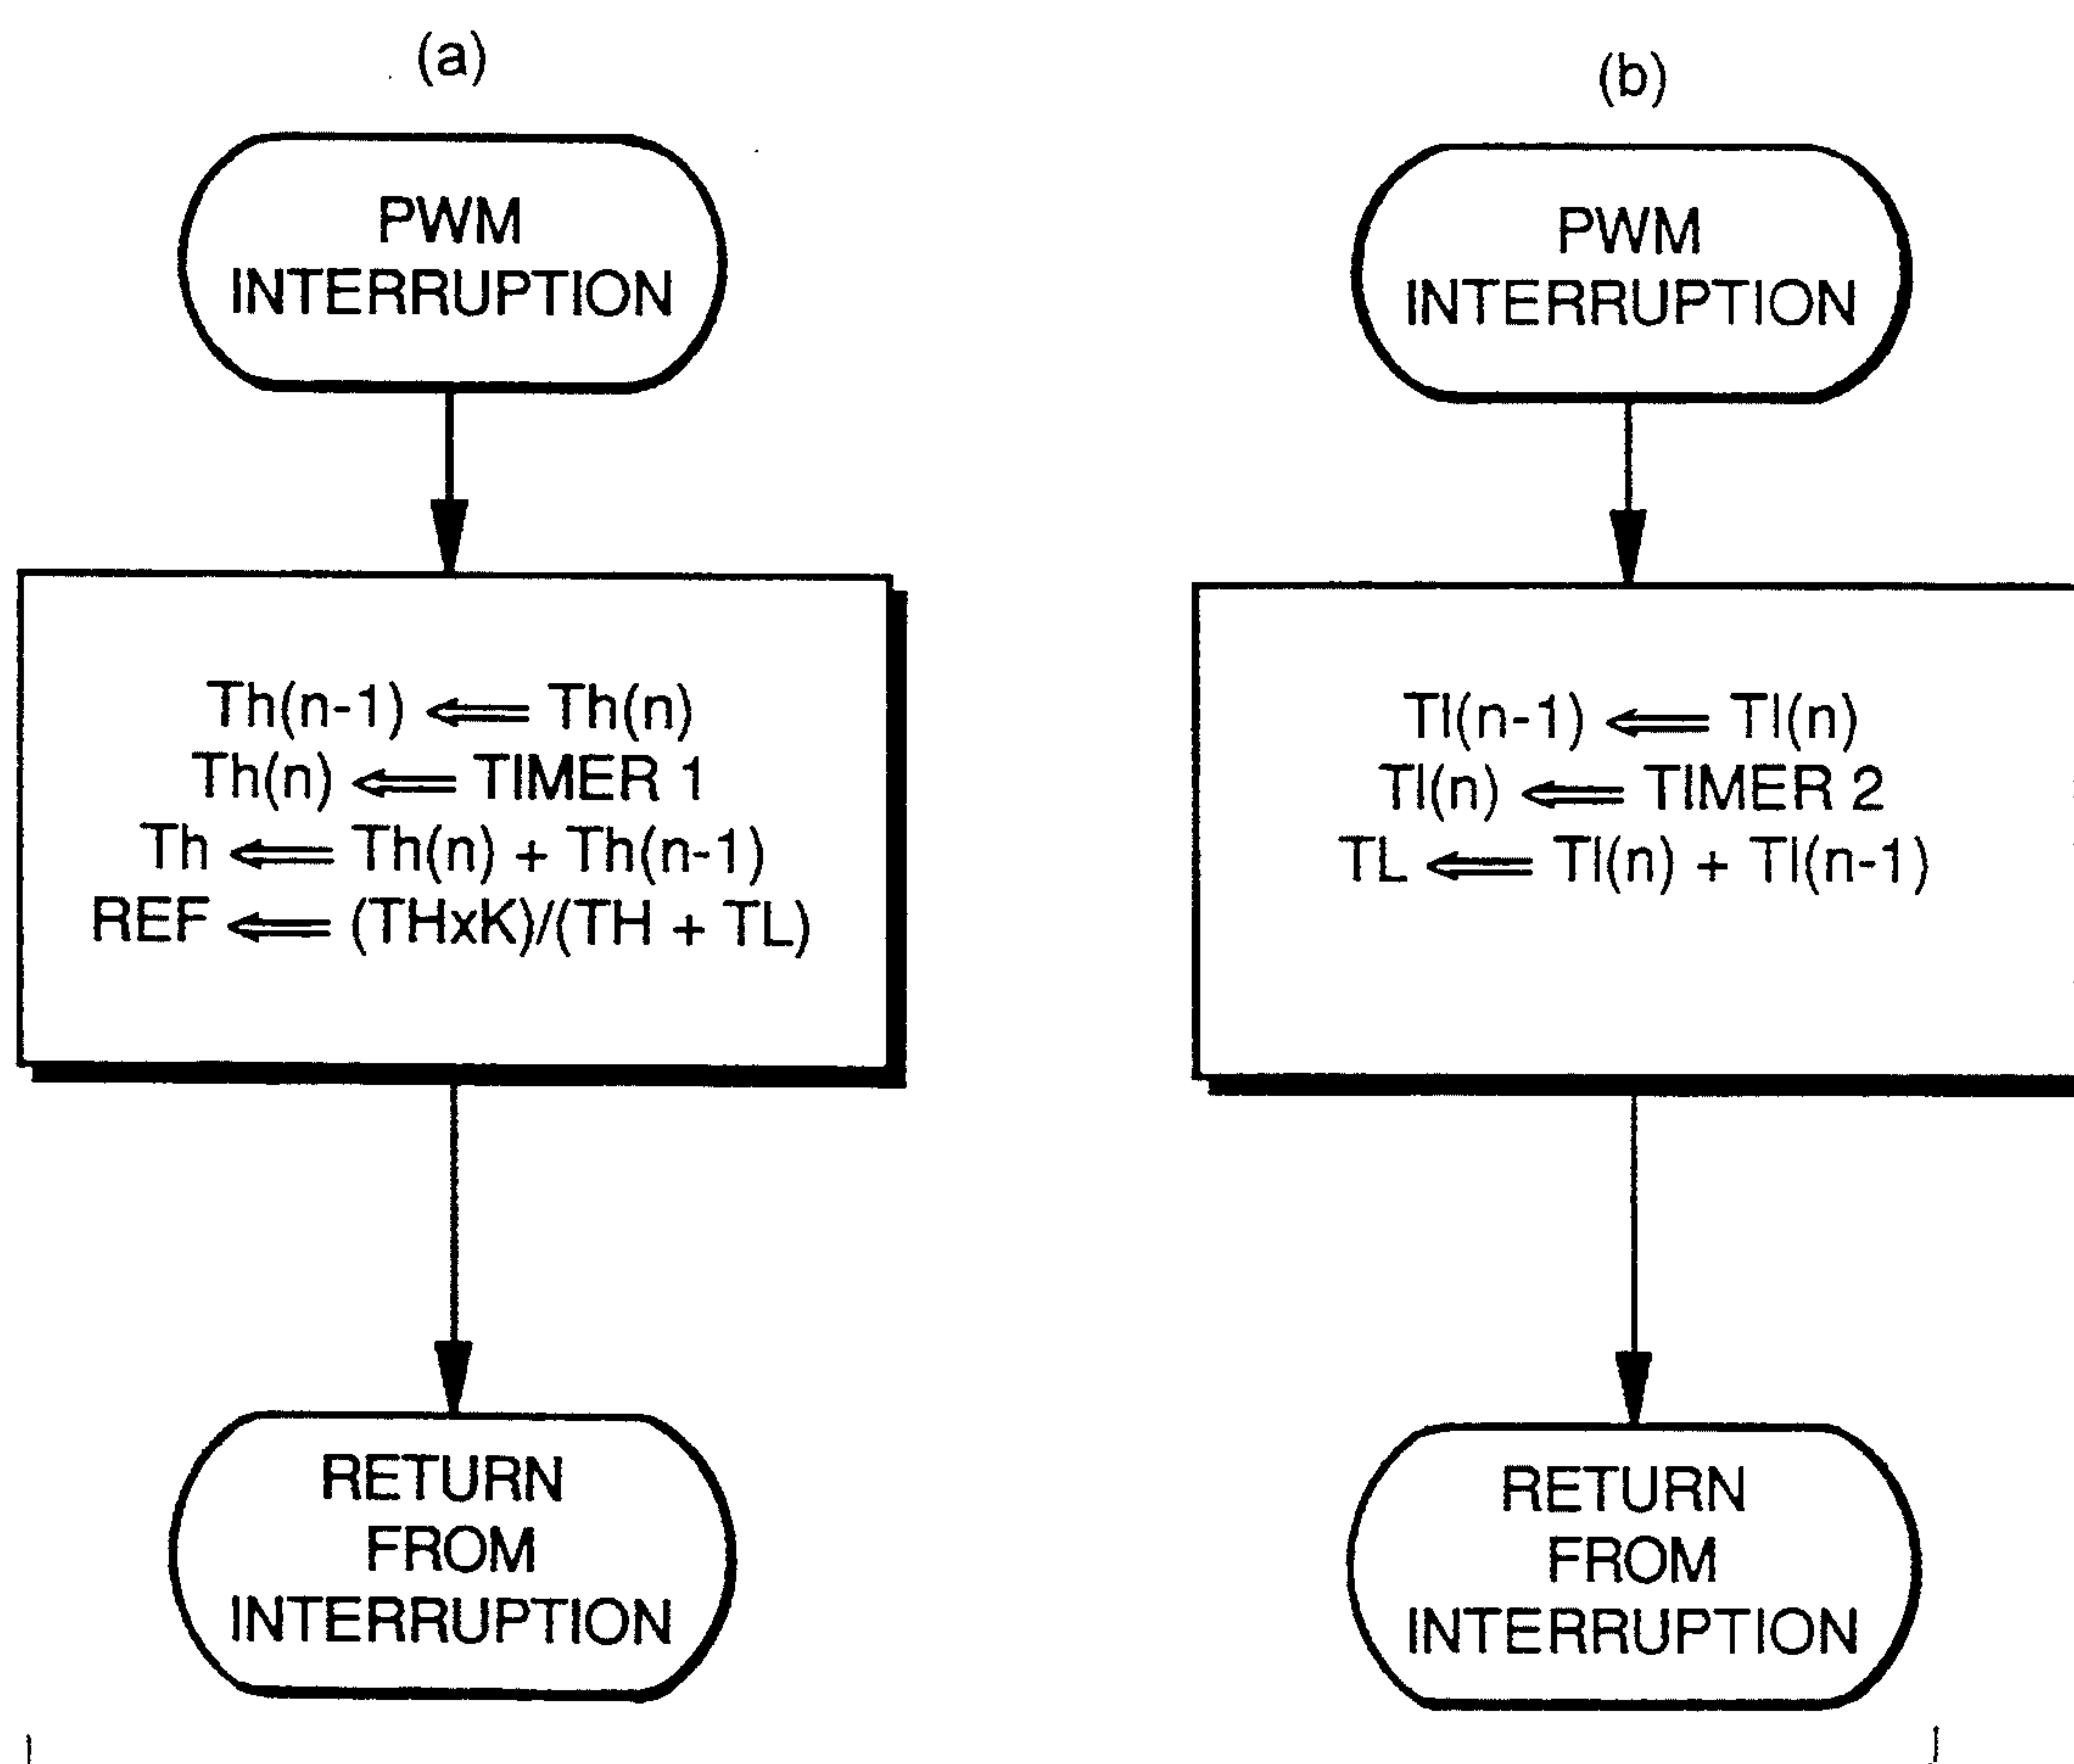 (a)
PWM
INTERRUPTION
Th(n-1) ⇐ Th(n)
Th(n) ⇐ TIMER 1
Th ⇐ Th(n) + Th(n-1)
REF ⇐ (THxK)/(TH + TL)
RETURN
FROM
INTERRUPTION
(b)
PWM
INTERRUPTION
Tl(n-1) ⇐ Tl(n)
Tl(n) ⇐ TIMER 2
TL ⇐ Tl(n) + Tl(n-1)
RETURN
FROM
INTERRUPTION